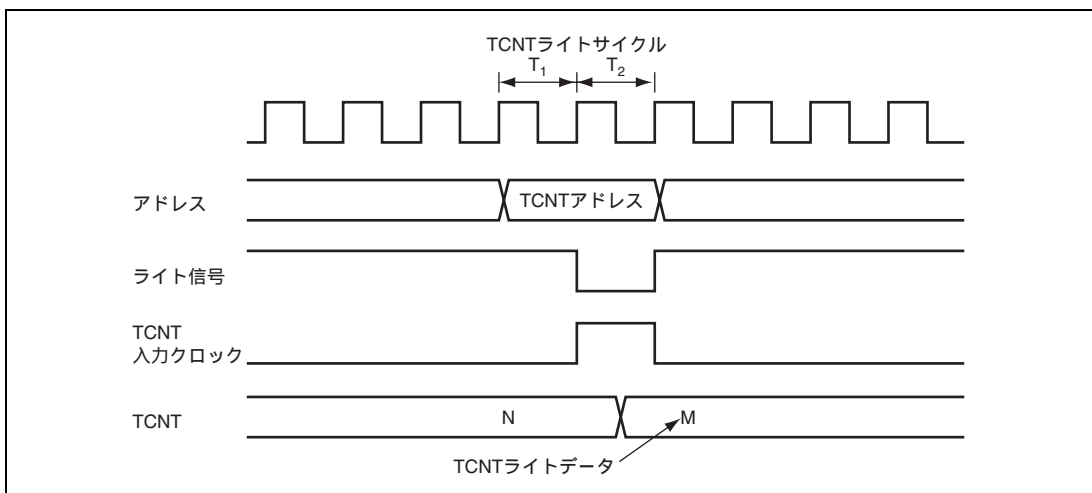 TCNTライトサイクル
T1 T2
アドレス
TCNTアドレス
ライト信号
TCNT
入力クロック
TCNT
N
M
TCNTライトデータ